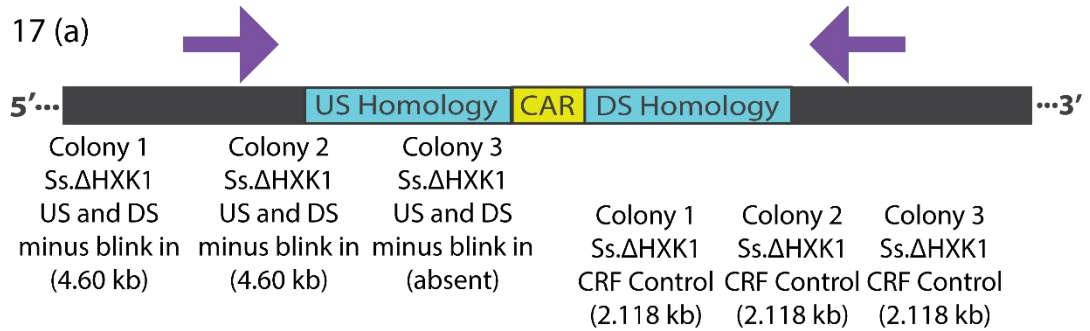 17 (a)
5′··· US Homology CAR DS Homology ···3′
Colony 1 Colony 2 Colony 3
Ss.ΔHXK1 Ss.ΔHXK1 Ss.ΔHXK1
US and DS US and DS US and DS
minus blink in minus blink in minus blink in
(4.60 kb) (4.60 kb) (absent)
Colony 1 Colony 2 Colony 3
Ss.ΔHXK1 Ss.ΔHXK1 Ss.ΔHXK1
CRF Control CRF Control CRF Control
(2.118 kb) (2.118 kb) (2.118 kb)